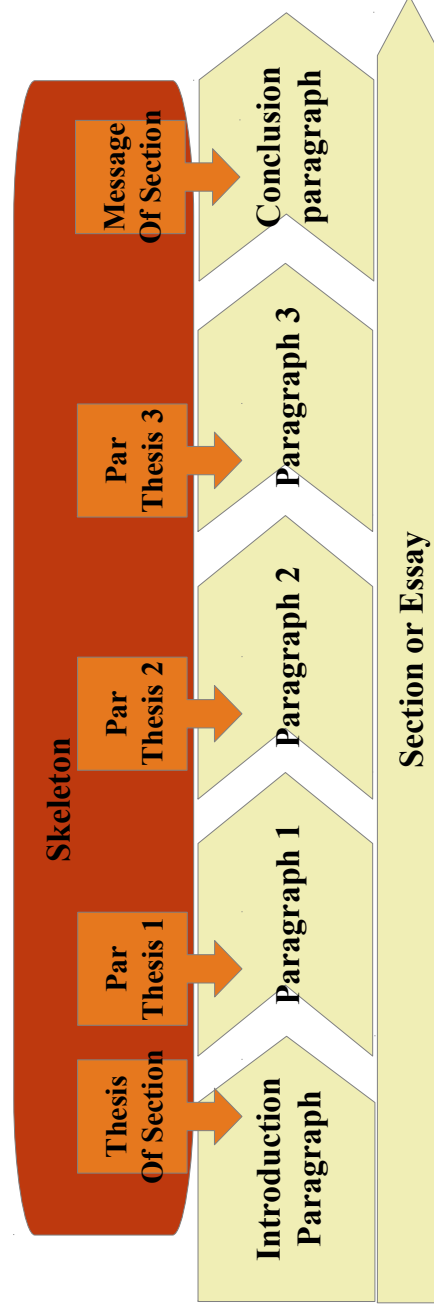 Skeleton
Thesis
Of Section
Par
Thesis 1
Par
Thesis 2
Par
Thesis 3
Message
Of Section
Introduction
Paragraph
Paragraph 1
Paragraph 2
Paragraph 3
Conclusion
paragraph
Section or Essay